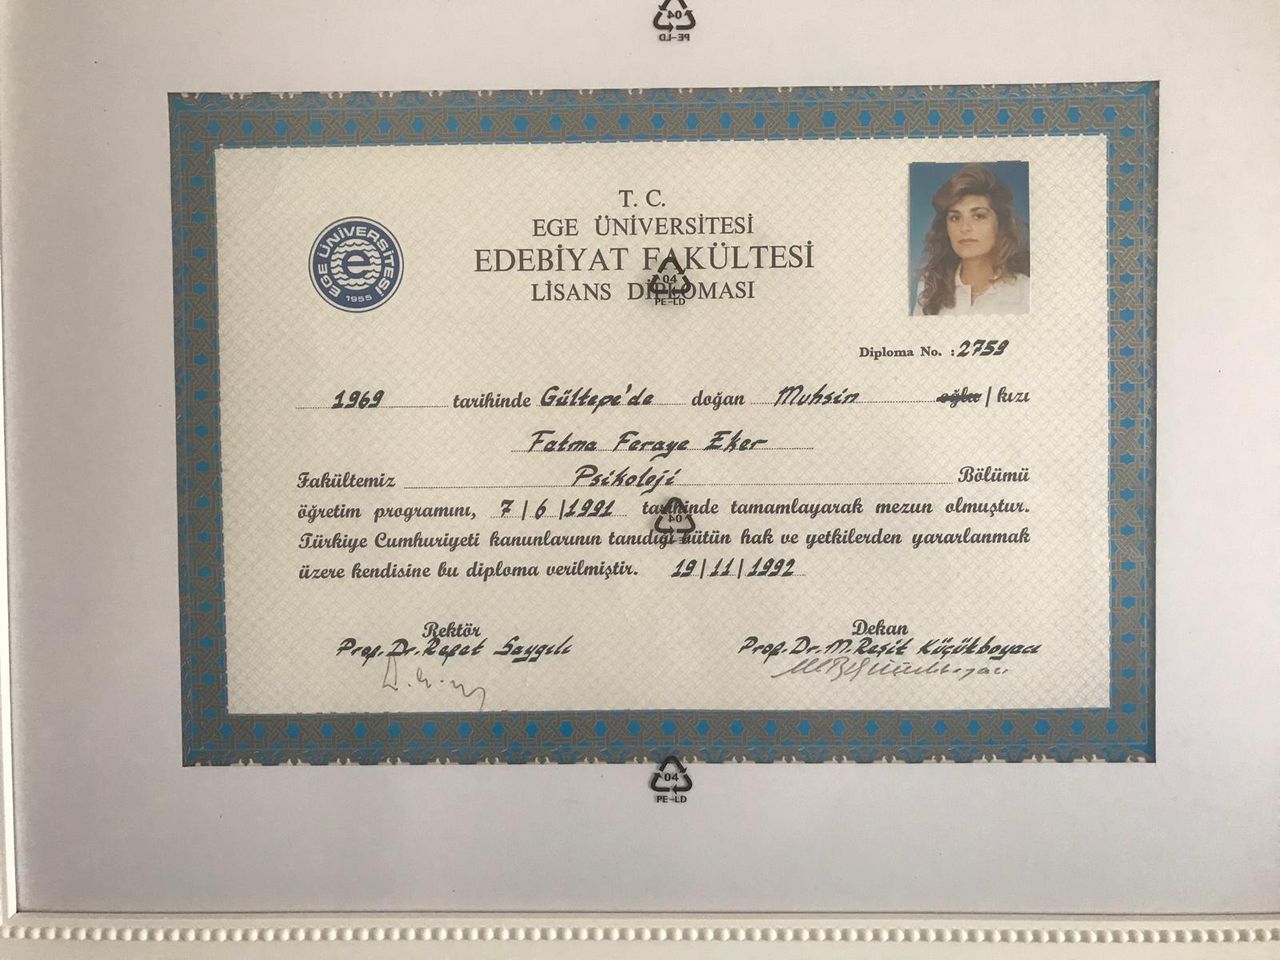 04
PE-LD
T. C.
EGE ÜNİVERSİTESİ
EDEBİYAT FAKÜLTESİ
LİSANS DİPLOMASI
EGE ÜNİVERSİTESİ
e
1955
04
PE-LD
Diploma No. : 2759
1969 tarihinde Gültepe'de doğan Muhsin oğlu / kızı
Fatma Feraye Eker
Fakültemiz Psikoloji Bölümü
öğretim programını, 7 / 6 / 1991 tarihinde tamamlayarak mezun olmuştur.
04
Türkiye Cumhuriyeti kanunlarının tanıdığı bütün hak ve yetkilerden yararlanmak
üzere kendisine bu diploma verilmiştir. 19 / 11 / 1992
Rektör
Prof. Dr. Refet Saygılı
Dekan
Prof. Dr. M. Reşit Küçükboyacı
04
PE-LD